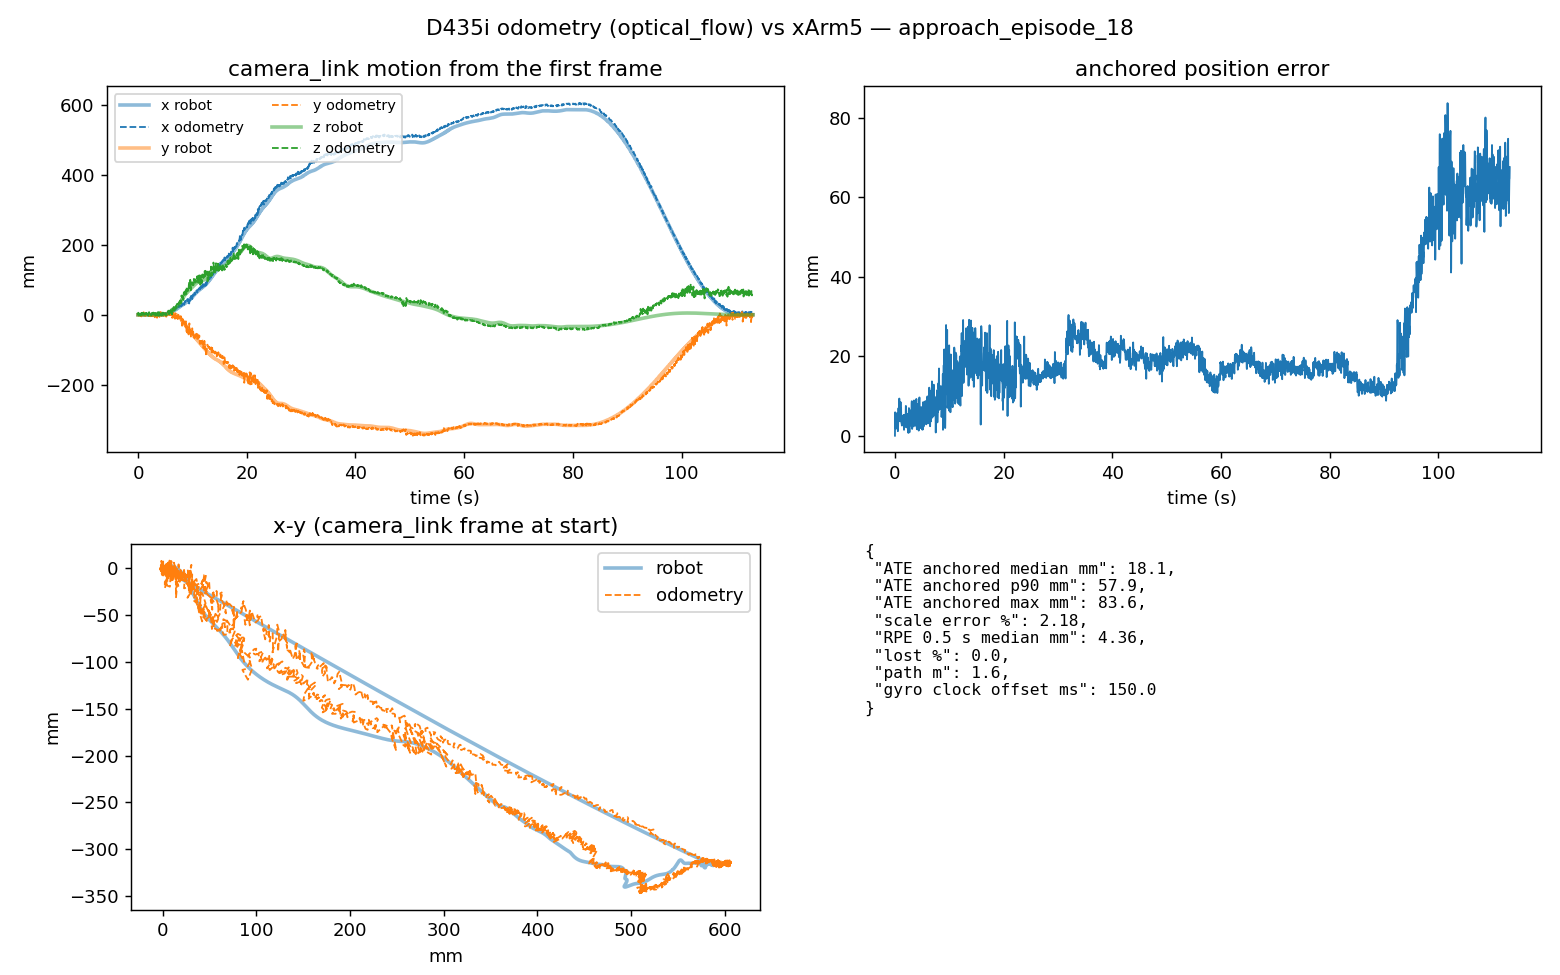 D435i odometry (optical_flow) vs xArm5 — approach_episode_18
camera_link motion from the first frame
600
400
200
0
−200
mm
x robot
x odometry
y robot
y odometry
z robot
z odometry
0 20 40 60 80 100
time (s)
anchored position error
80
60
40
20
0
mm
0 20 40 60 80 100
time (s)
x-y (camera_link frame at start)
0
−50
−100
−150
−200
−250
−300
−350
mm
robot
odometry
0 100 200 300 400 500 600
mm
{
"ATE anchored median mm": 18.1,
"ATE anchored p90 mm": 57.9,
"ATE anchored max mm": 83.6,
"scale error %": 2.18,
"RPE 0.5 s median mm": 4.36,
"lost %": 0.0,
"path m": 1.6,
"gyro clock offset ms": 150.0
}